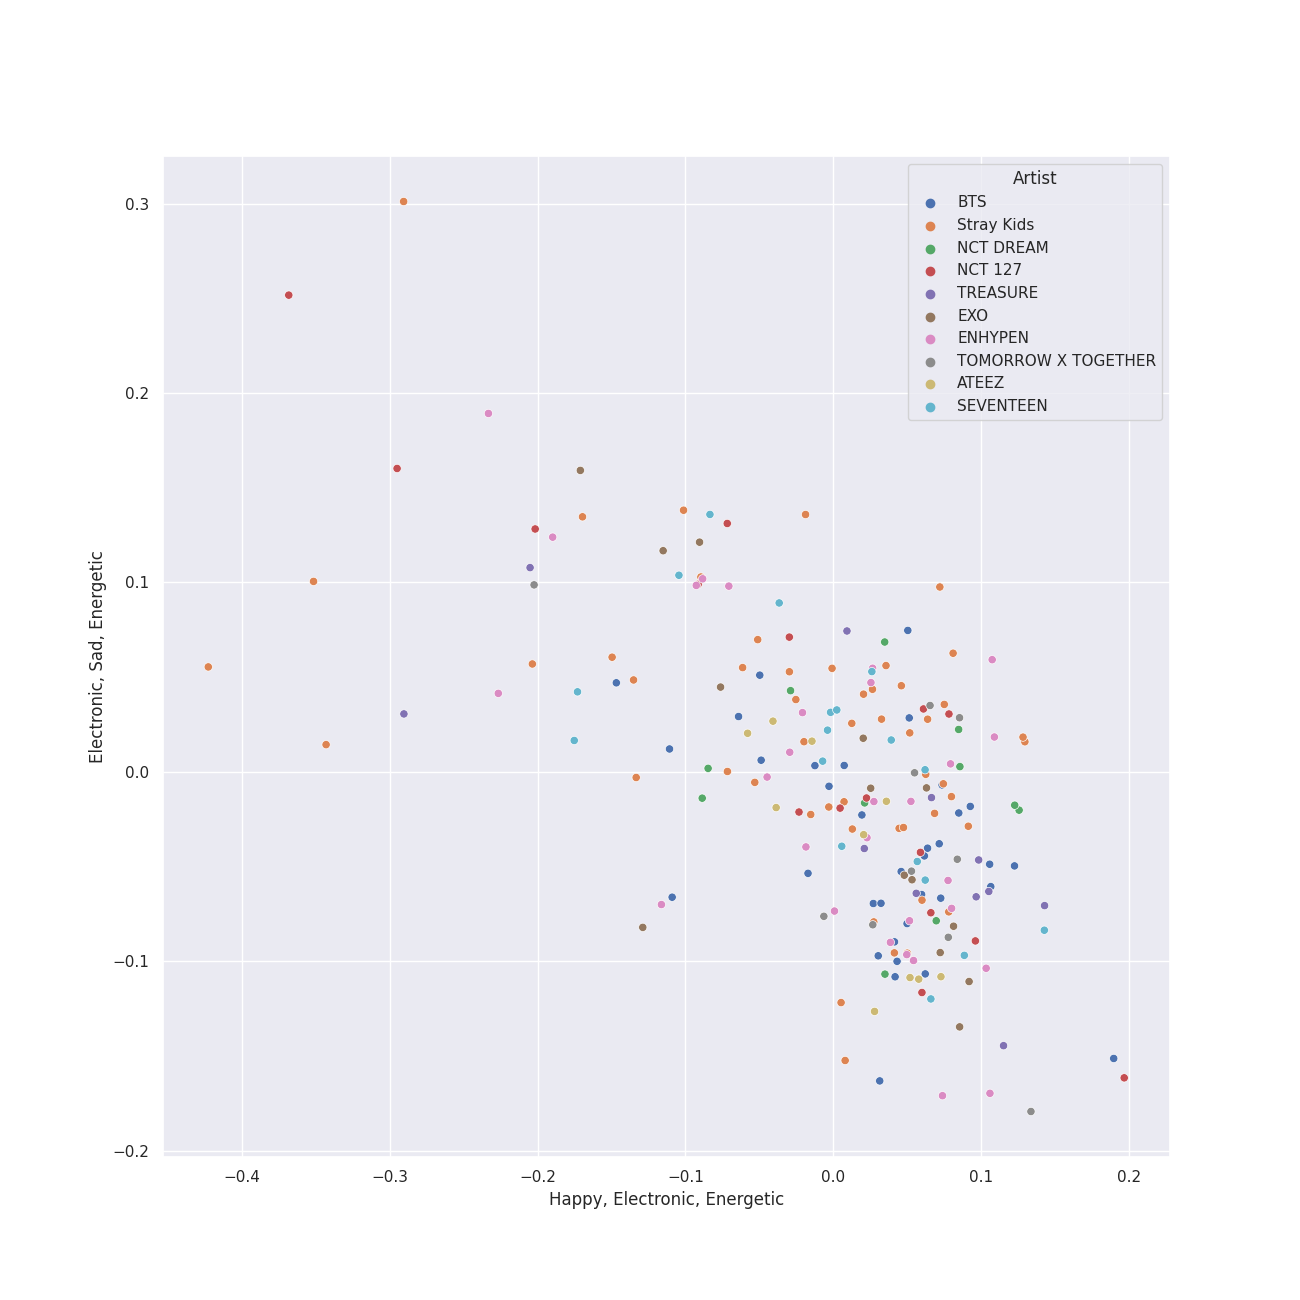 Artist
BTS
Stray Kids
NCT DREAM
NCT 127
TREASURE
EXO
ENHYPEN
TOMORROW X TOGETHER
ATEEZ
SEVENTEEN
0.3
0.2
0.1
0.0
−0.1
−0.2
Electronic, Sad, Energetic
−0.4 −0.3 −0.2 −0.1 0.0 0.1 0.2
Happy, Electronic, Energetic